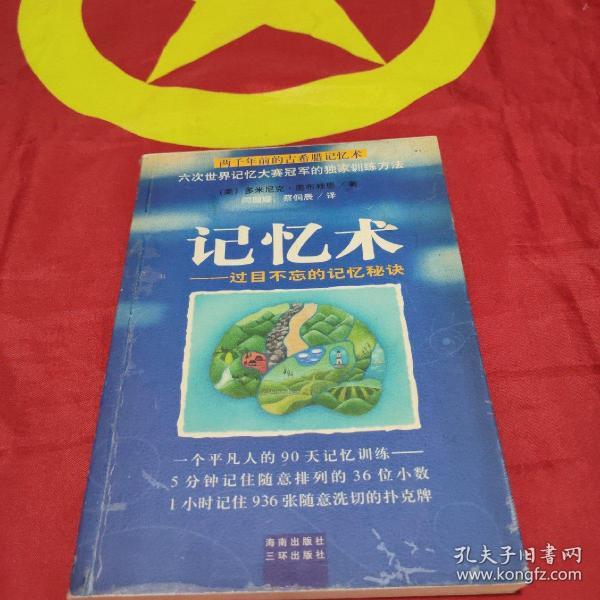 两千年前的古希腊记忆术
六次世界记忆大赛冠军的独家训练方法
(英) 多米尼克·奥布莱恩/著
蔡侗辰/译
记忆术
——过目不忘的记忆秘诀
一个平凡人的90天记忆训练——
5分钟记住随意排列的36位小数
1小时记住936张随意洗切的扑克牌
海南出版社
三环出版社
孔夫子旧书网
www.kongfz.com